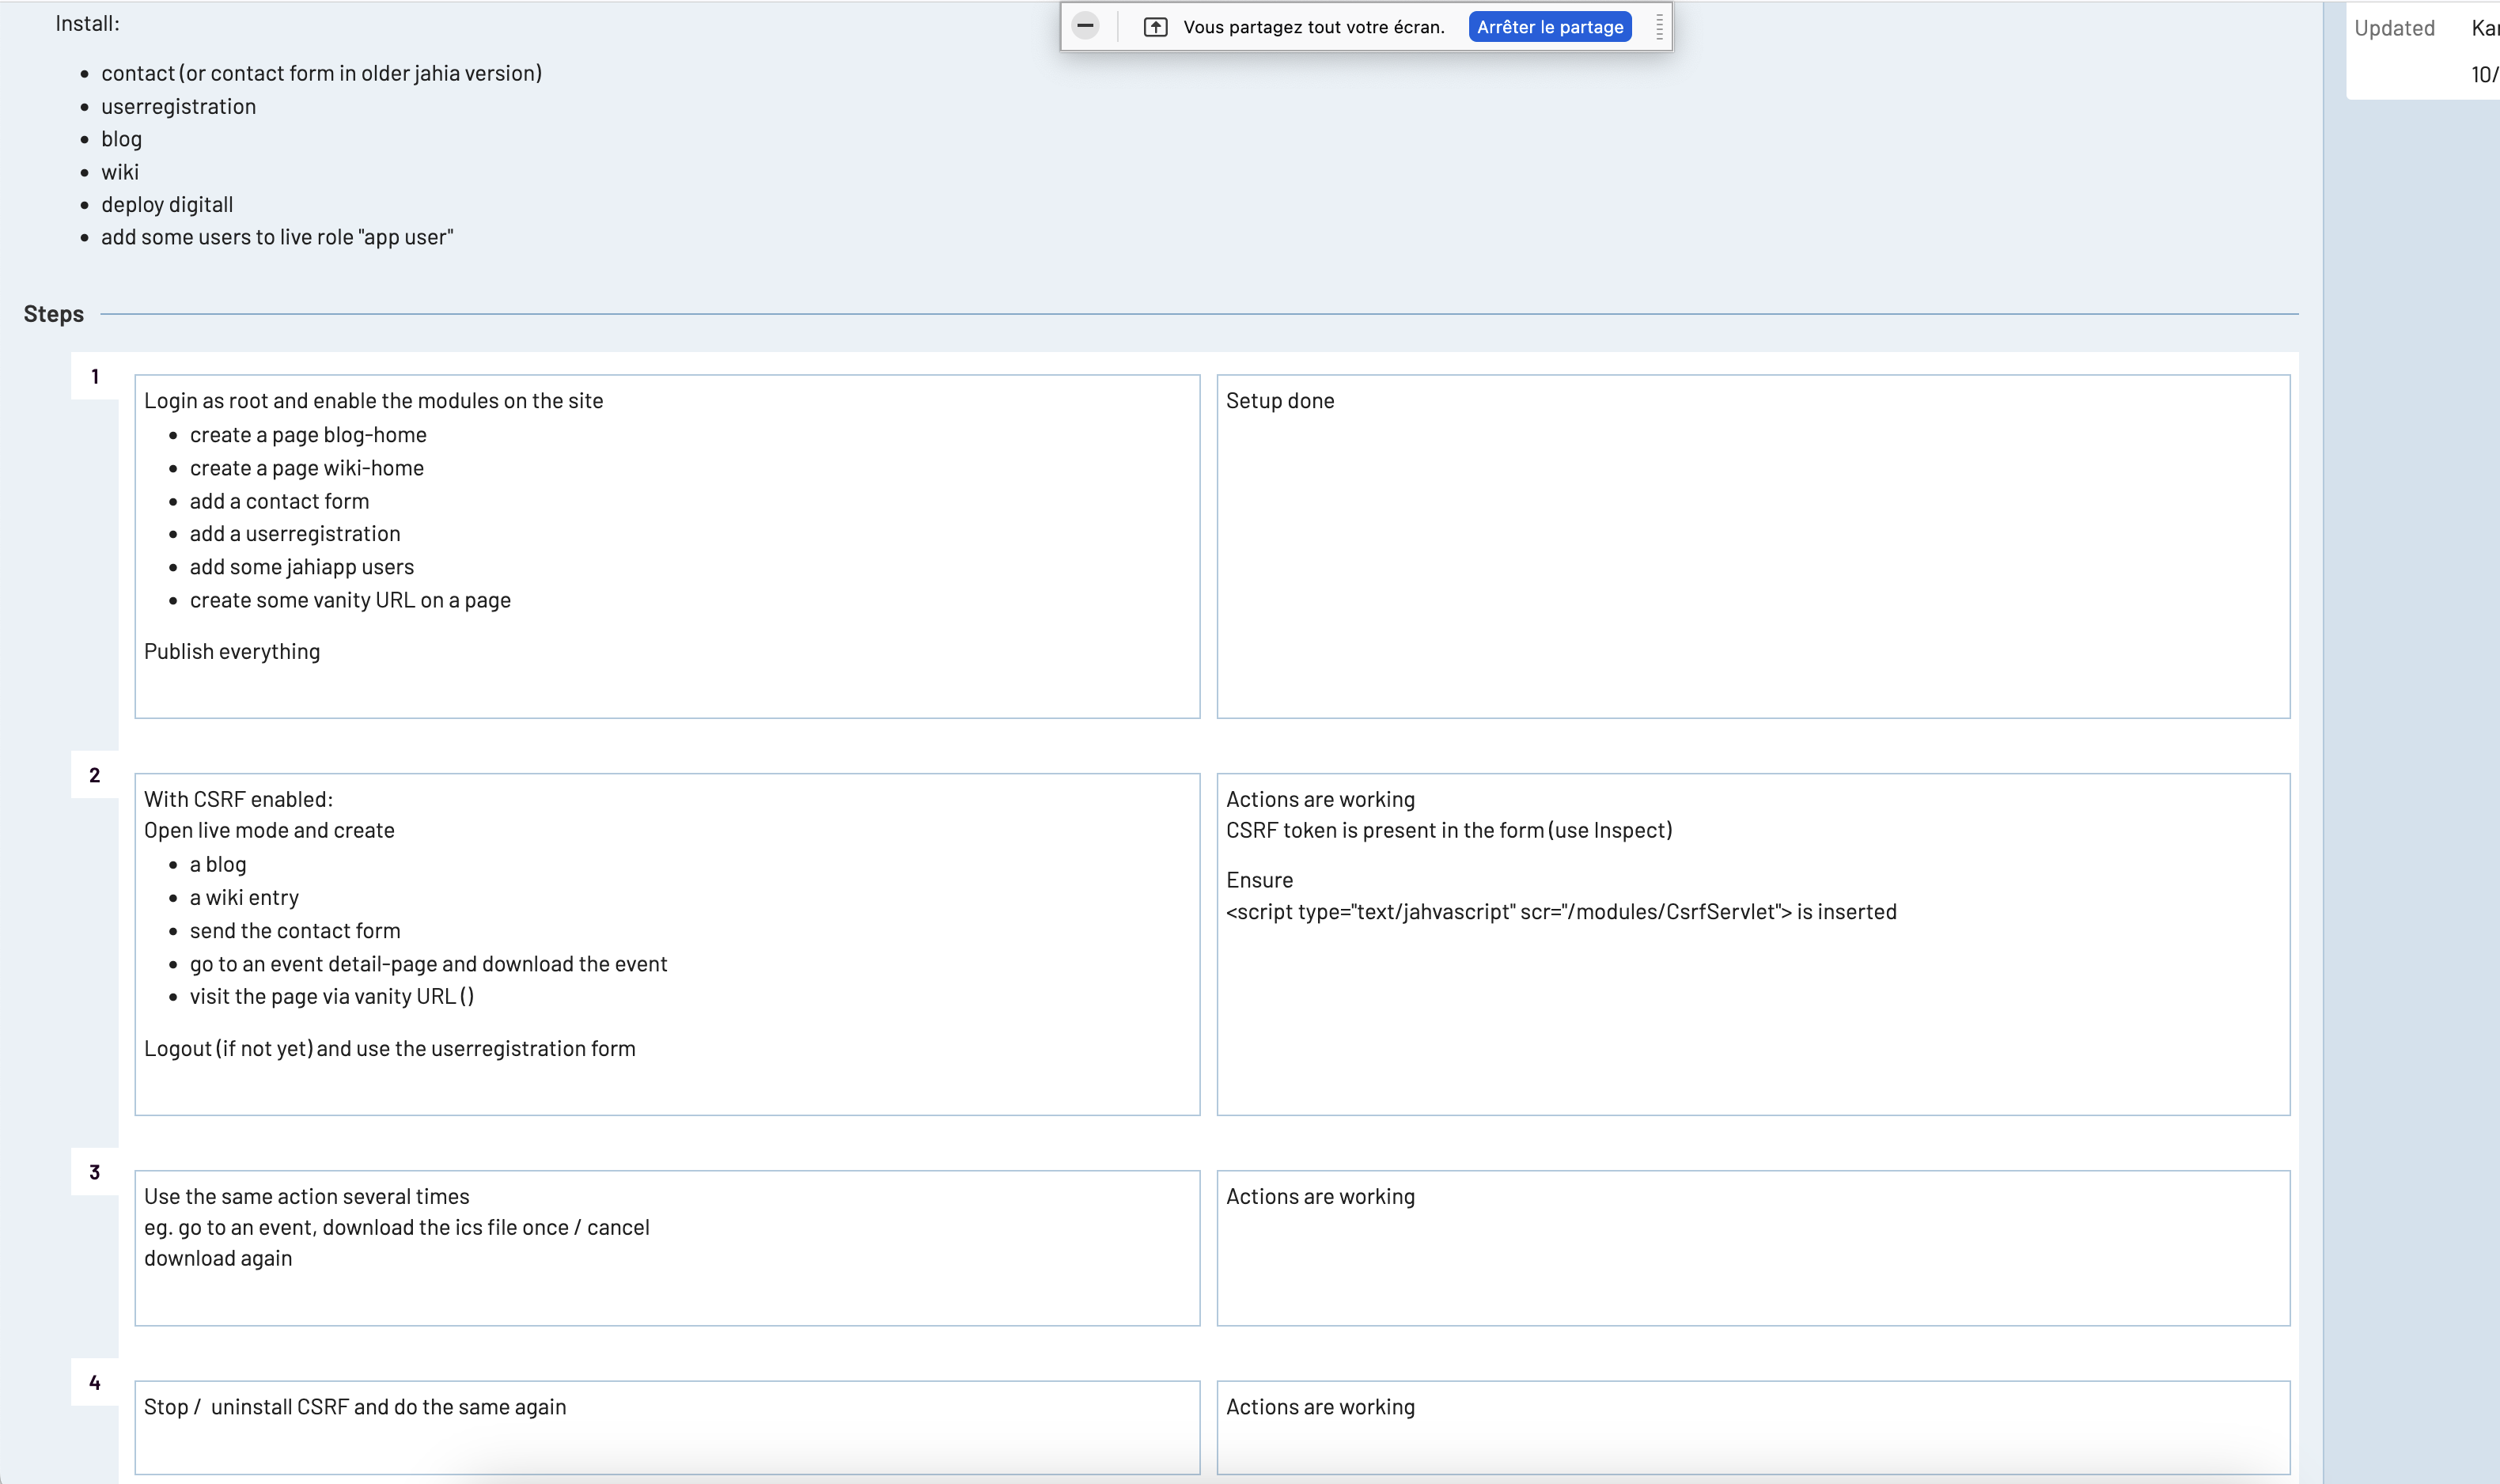 Install:
Vous partagez tout votre écran.
Arrêter le partage
Updated
10/
contact (or contact form in older jahia version)
userregistration
blog
wiki
deploy digitall
add some users to live role "app user"
Steps
1
Login as root and enable the modules on the site
create a page blog-home
create a page wiki-home
add a contact form
add a userregistration
add some jahiapp users
create some vanity URL on a page
Publish everything
Setup done
2
With CSRF enabled:
Open live mode and create
a blog
a wiki entry
send the contact form
go to an event detail-page and download the event
visit the page via vanity URL ()
Logout (if not yet) and use the userregistration form
Actions are working
CSRF token is present in the form (use Inspect)
Ensure
<script type="text/jahvascript" scr="/modules/CsrfServlet"> is inserted
3
Use the same action several times
eg. go to an event, download the ics file once / cancel
download again
Actions are working
4
Stop / uninstall CSRF and do the same again
Actions are working